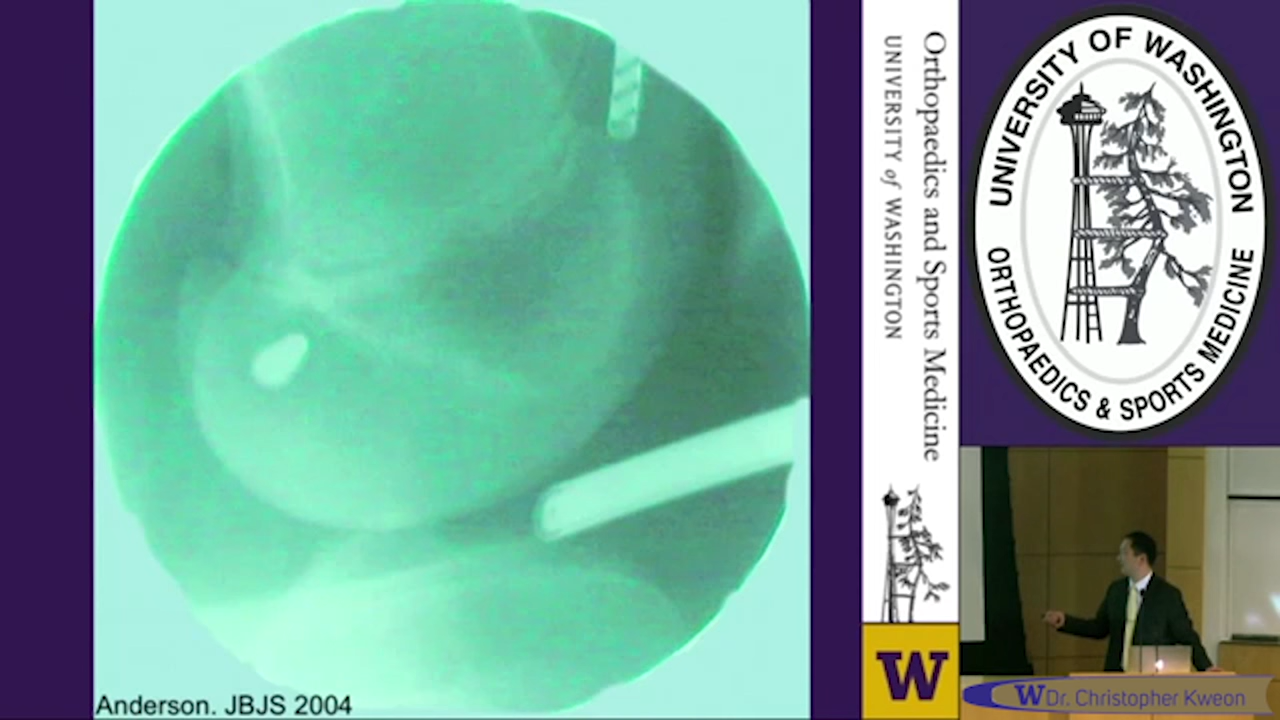 Anderson. JBJS 2004
Orthopaedics and Sports Medicine
UNIVERSITY of WASHINGTON
W
UNIVERSITY OF WASHINGTON
ORTHOPAEDICS & SPORTS MEDICINE
W Dr. Christopher Kweon